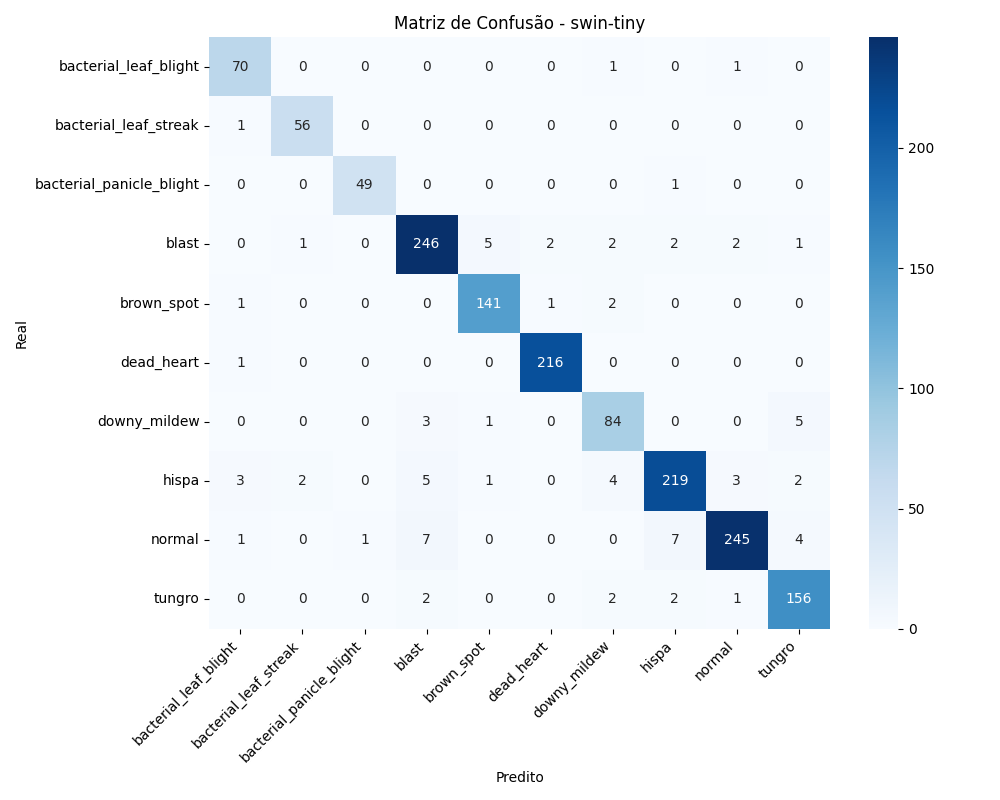 Matriz de Confusão - swin-tiny
Real
bacterial_leaf_blight 70 0 0 0 0 0 1 0 1 0
bacterial_leaf_streak 1 56 0 0 0 0 0 0 0 0
bacterial_panicle_blight 0 0 49 0 0 0 0 1 0 0
blast 0 1 0 246 5 2 2 2 2 1
brown_spot 1 0 0 0 141 1 2 0 0 0
dead_heart 1 0 0 0 0 216 0 0 0 0
downy_mildew 0 0 0 3 1 0 84 0 0 5
hispa 3 2 0 5 1 0 4 219 3 2
normal 1 0 1 7 0 0 0 7 245 4
tungro 0 0 0 2 0 0 2 2 1 156
bacterial_leaf_blight
bacterial_leaf_streak
bacterial_panicle_blight
blast
brown_spot
dead_heart
downy_mildew
hispa
normal
tungro
Predito
200
150
100
50
0